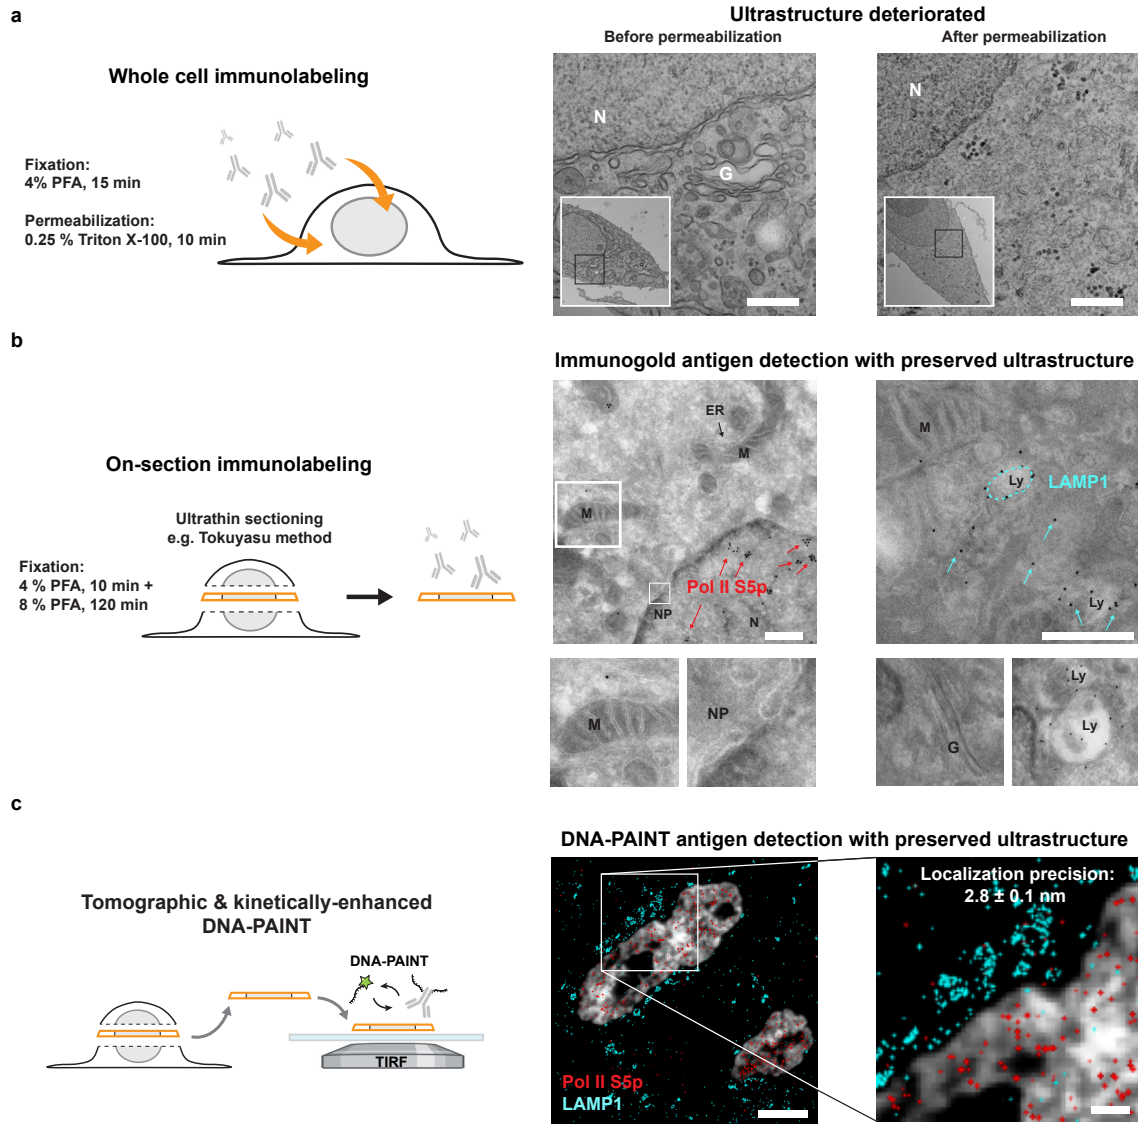 a
Whole cell immunolabeling
Fixation:
4% PFA, 15 min
Permeabilization:
0.25 % Triton X-100, 10 min
Ultrastructure deteriorated
Before permeabilization
After permeabilization
N
G
N
b
On-section immunolabeling
Ultrathin sectioning
e.g. Tokuyasu method
Fixation:
4 % PFA, 10 min +
8 % PFA, 120 min
Immunogold antigen detection with preserved ultrastructure
ER
M
M
Pol II S5p
NP
N
M
Ly
LAMP1
Ly
M
NP
G
Ly
Ly
c
Tomographic & kinetically-enhanced
DNA-PAINT
DNA-PAINT
TIRF
DNA-PAINT antigen detection with preserved ultrastructure
Pol II S5p
LAMP1
Localization precision:
2.8 ± 0.1 nm